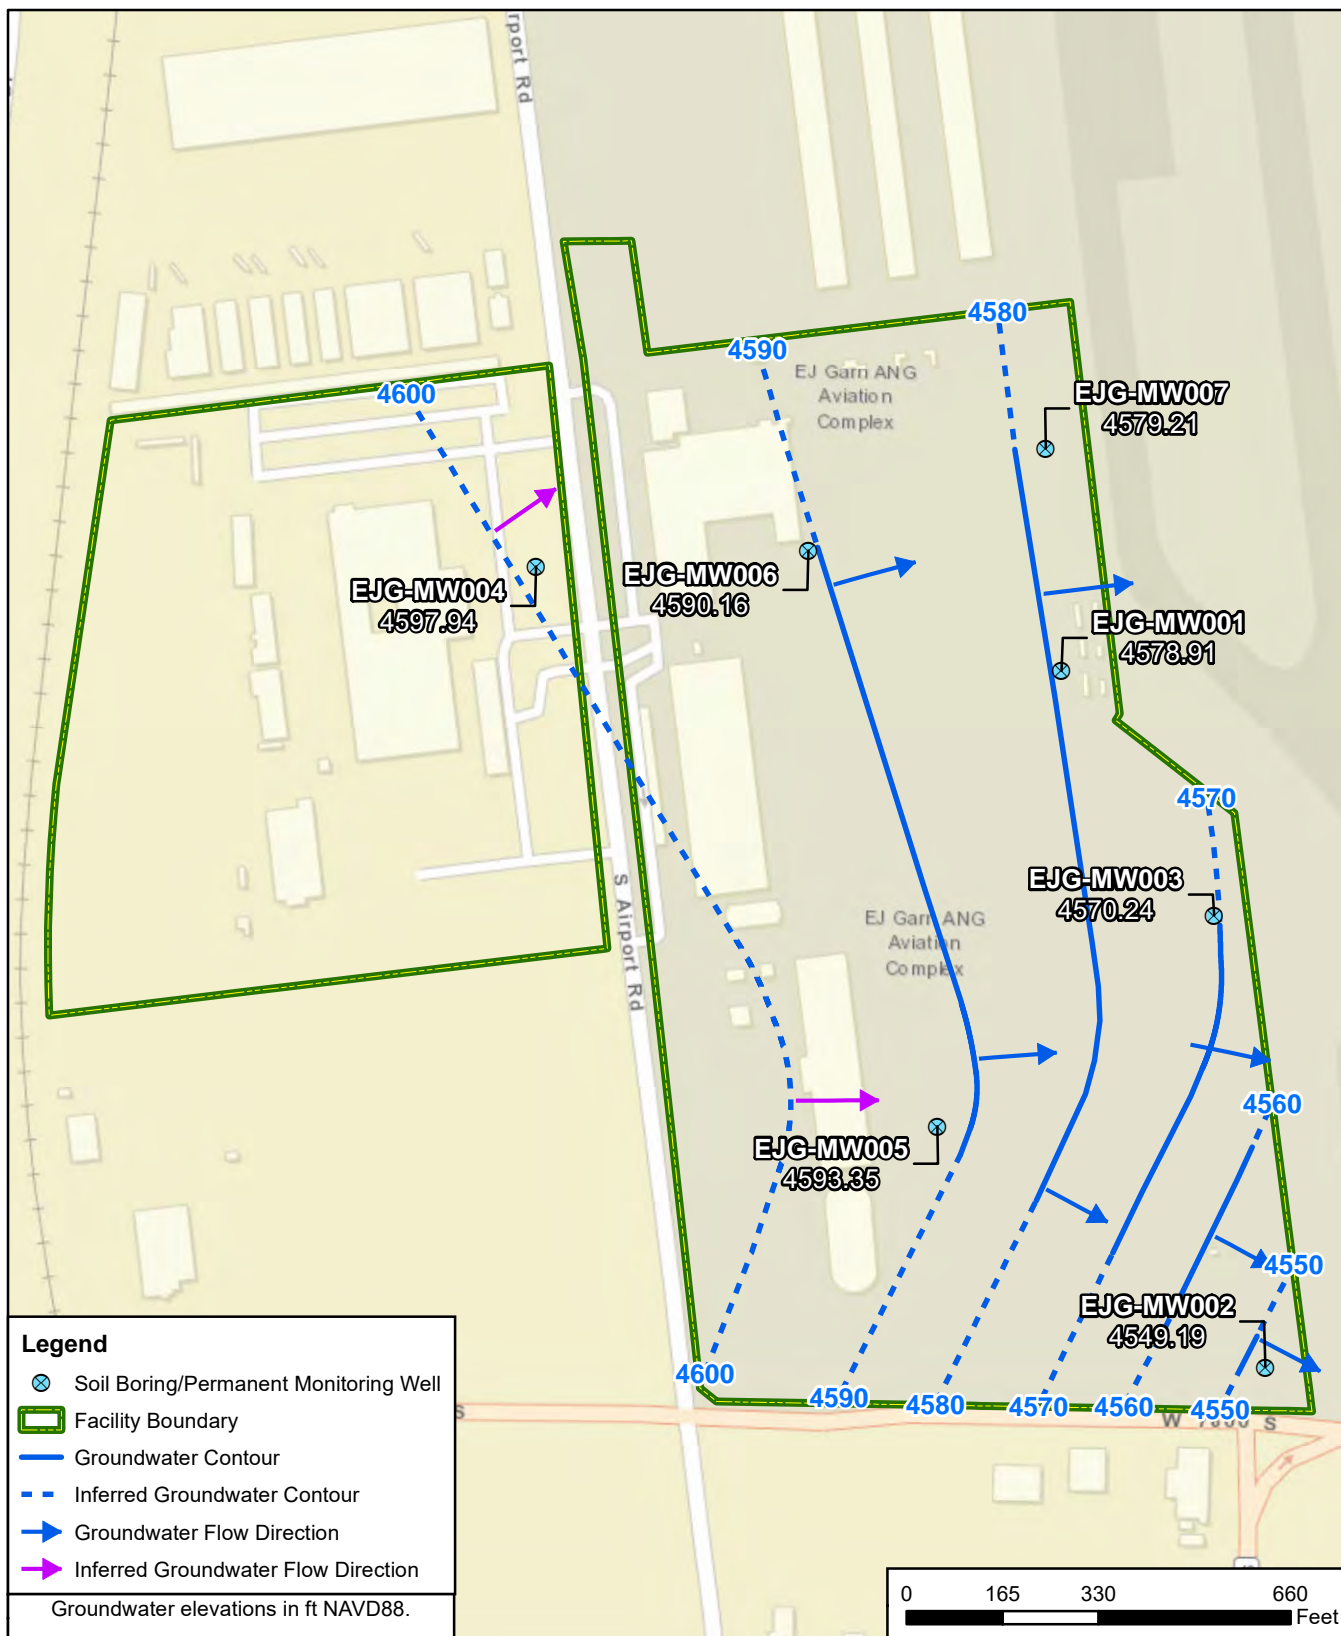 rport Rd
4580
4590
EJ Garn ANG
Aviation
Complex
4600
EJG-MW007
4579.21
EJG-MW006
4590.16
EJG-MW004
4597.94
EJG-MW001
4578.91
4570
EJG-MW003
4570.24
S Airport Rd
EJ Garn ANG
Aviation
Complex
4560
EJG-MW005
4593.35
4550
EJG-MW002
4549.19
4600
4590
4580
4570
4560
4550
S
S
Legend
Soil Boring/Permanent Monitoring Well
Facility Boundary
Groundwater Contour
Inferred Groundwater Contour
Groundwater Flow Direction
Inferred Groundwater Flow Direction
Groundwater elevations in ft NAVD88.
0 165 330 660
Feet